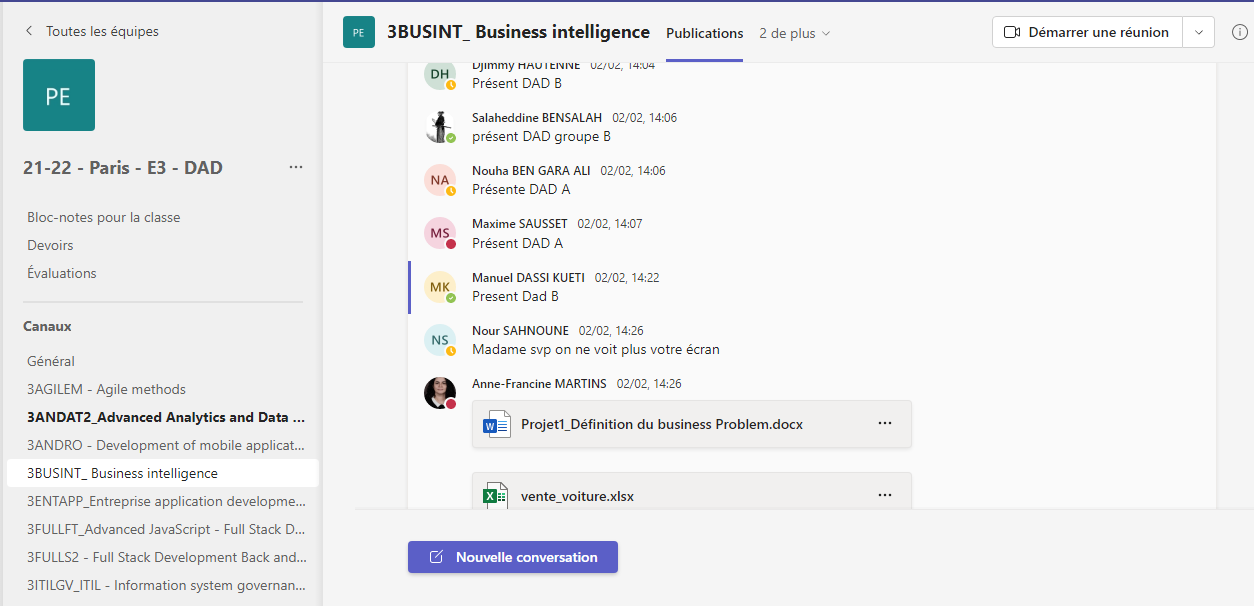 Toutes les équipes
PE
21-22 - Paris - E3 - DAD
Bloc-notes pour la classe
Devoirs
Évaluations
Canaux
Général
3AGILEM - Agile methods
3ANDAT2_Advanced Analytics and Data ...
3ANDRO - Development of mobile applicat...
3BUSINT_ Business intelligence
3ENTAPP_Entreprise application developme...
3FULLFT_Advanced JavaScript - Full Stack D...
3FULLS2 - Full Stack Development Back and...
3ITILGV_ITIL - Information system governan...
PE
3BUSINT_ Business intelligence
Publications
2 de plus
Démarrer une réunion
DH
Djimmy HAUTENNE 02/02, 14:04
Présent DAD B
Salaheddine BENSALAH 02/02, 14:06
présent DAD groupe B
NA
Nouha BEN GARA ALI 02/02, 14:06
Présente DAD A
MS
Maxime SAUSSET 02/02, 14:07
Présent DAD A
MK
Manuel DASSI KUETI 02/02, 14:22
Present Dad B
NS
Nour SAHNOUNE 02/02, 14:26
Madame svp on ne voit plus votre écran
Anne-Francine MARTINS 02/02, 14:26
Projet1_Définition du business Problem.docx
vente_voiture.xlsx
Nouvelle conversation